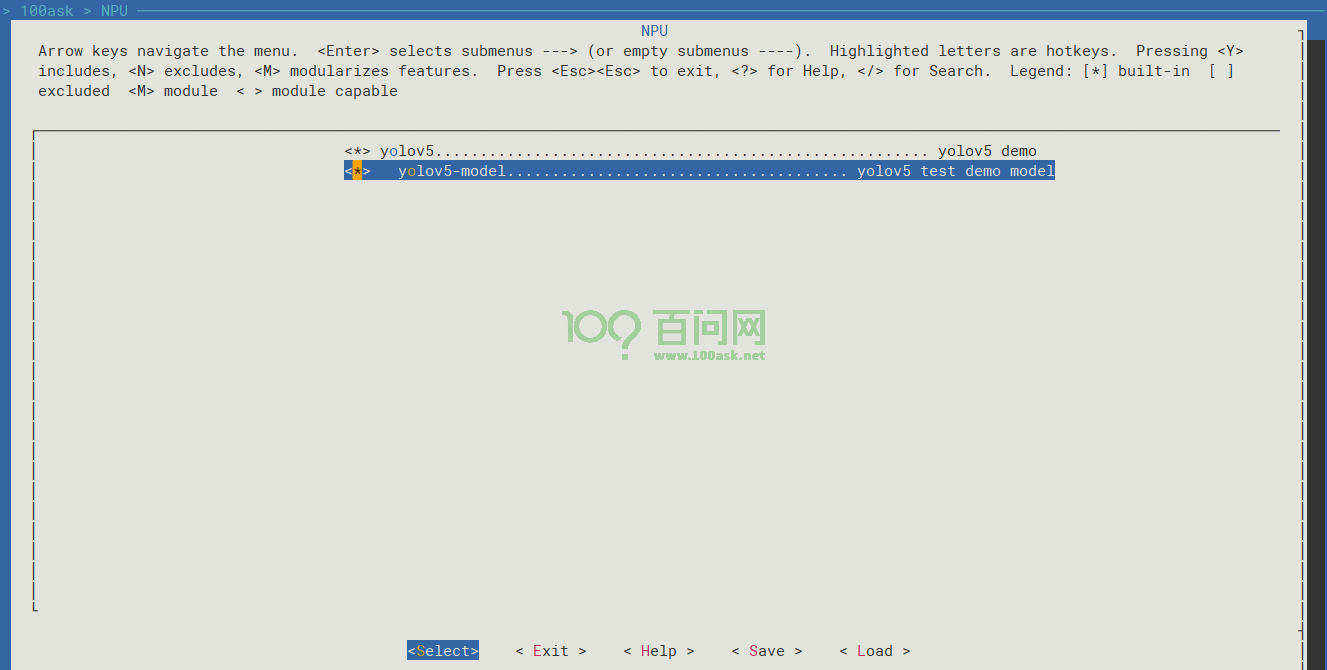 > 100ask > NPU
NPU
Arrow keys navigate the menu.  <Enter> selects submenus ---> (or empty submenus ----).  Highlighted letters are hotkeys.  Pressing <Y>
includes, <N> excludes, <M> modularizes features.  Press <Esc><Esc> to exit, <?> for Help, </> for Search.  Legend: [*] built-in  [ ]
excluded  <M> module  < > module capable
<*> yolov5....................................................... yolov5 demo
<*>   yolov5-model...................................... yolov5 test demo model
100? 百问网
www.100ask.net
<Select>    < Exit >    < Help >    < Save >    < Load >